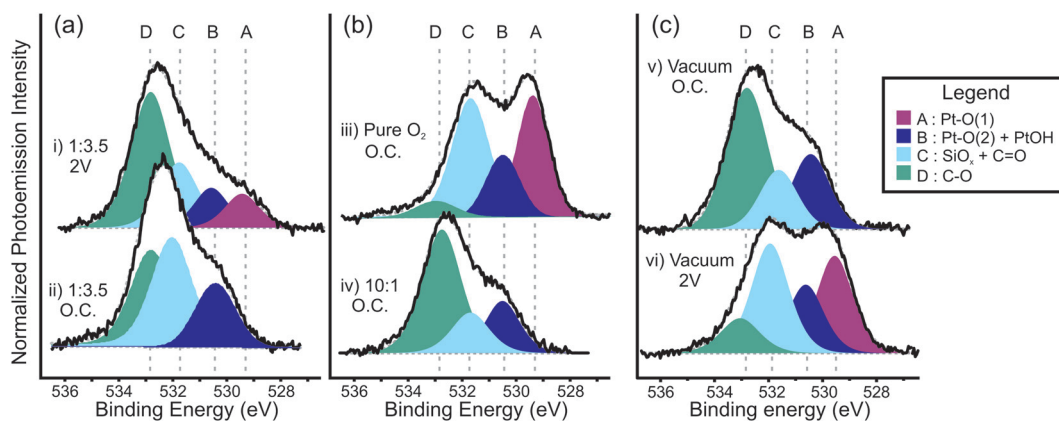 Normalized Photoemission Intensity
(a)
D C B A
i) 1:3.5
2V
ii) 1:3.5
O.C.
536 534 532 530 528
Binding Energy (eV)
(b)
D C B A
iii) Pure O₂
O.C.
iv) 10:1
O.C.
536 534 532 530 528
Binding Energy (eV)
(c)
D C B A
v) Vacuum
O.C.
vi) Vacuum
2V
536 534 532 530 528
Binding energy (eV)
Legend
A : Pt-O(1)
B : Pt-O(2) + PtOH
C : SiOₓ + C=O
D : C-O